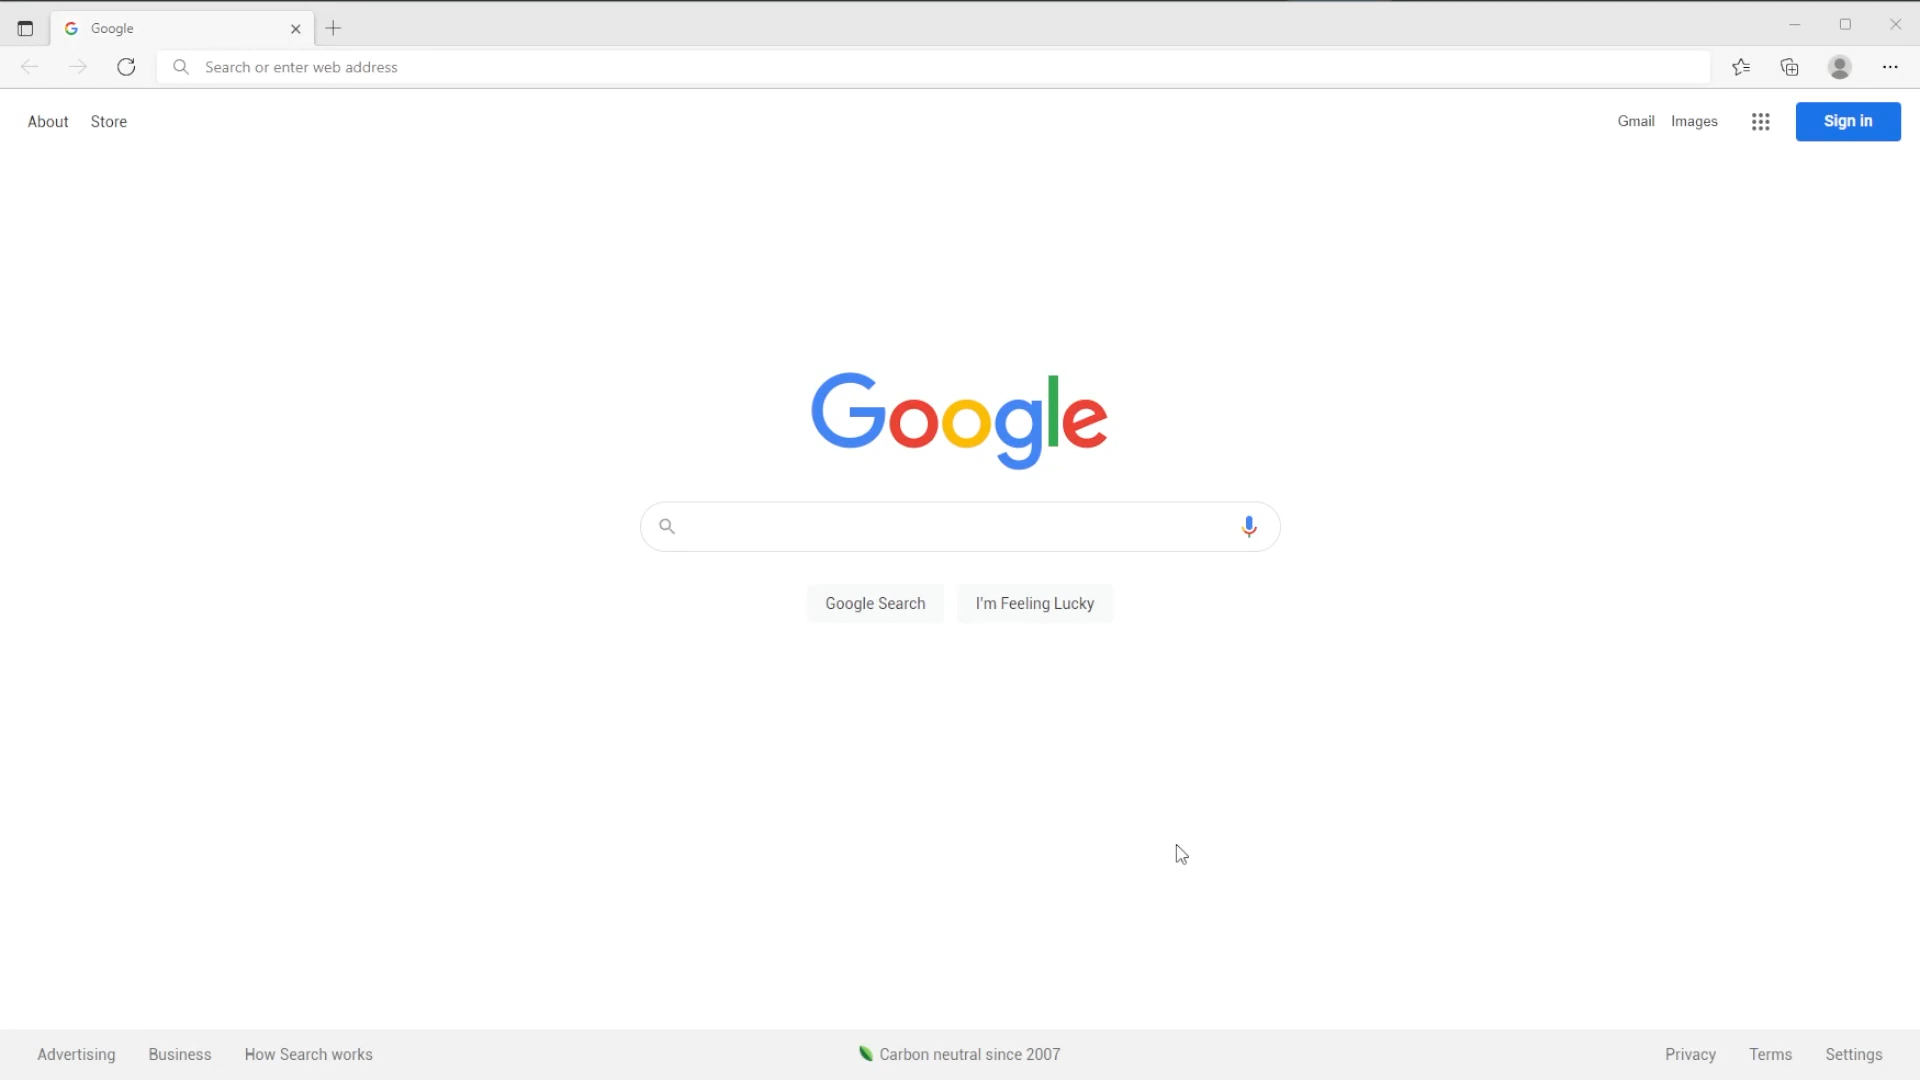 Google
Search or enter web address
About Store Gmail Images Sign in
Google
Google Search I'm Feeling Lucky
Advertising Business How Search works Carbon neutral since 2007 Privacy Terms Settings